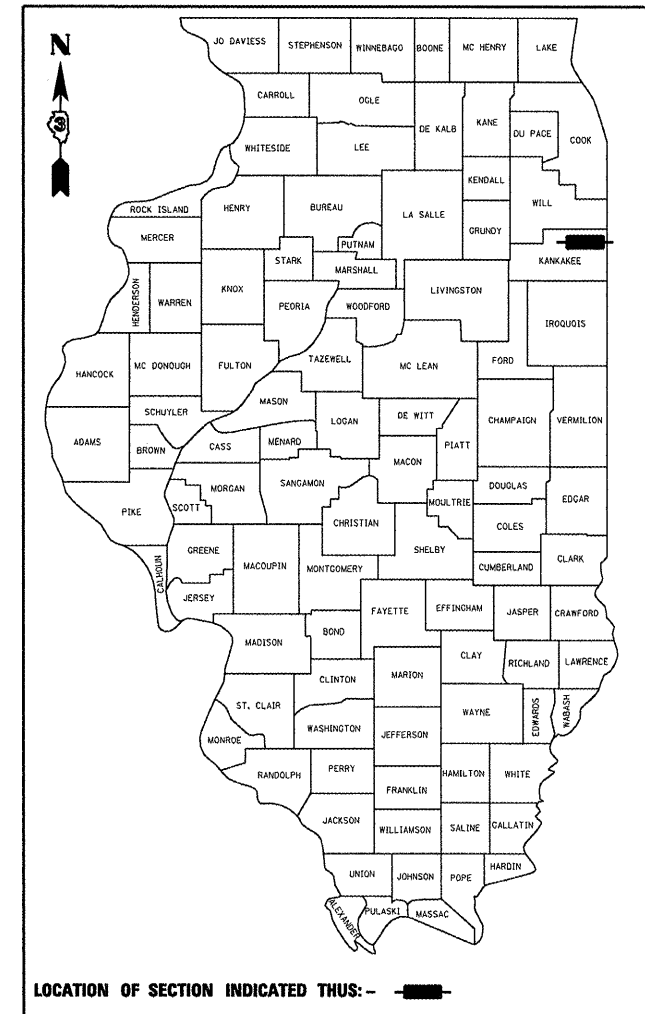 N
JO DAVIESS STEPHENSON WINNEBAGO BOONE MC HENRY LAKE
CARROLL OGLE
DE KALB KANE DU PAGE COOK
WHITESIDE LEE
KENDALL WILL
ROCK ISLAND HENRY BUREAU LA SALLE
MERCER PUTNAM GRUNDY
STARK MARSHALL KANKAKEE
HENDERSON WARREN KNOX PEORIA WOODFORD LIVINGSTON IROQUOIS
HANCOCK MC DONOUGH FULTON TAZEWELL MC LEAN FORD
MASON
SCHUYLER LOGAN DE WITT CHAMPAIGN VERMILION
ADAMS BROWN CASS MENARD PIATT
MACON
MORGAN SANGAMON DOUGLAS
PIKE SCOTT MOULTRIE EDGAR
CHRISTIAN COLES
GREENE MACOUPIN MONTGOMERY SHELBY
CALHOUN CUMBERLAND CLARK
JERSEY FAYETTE EFFINGHAM JASPER CRAWFORD
MADISON BOND
CLAY RICHLAND LAWRENCE
CLINTON MARION
ST. CLAIR WAYNE EDWARDS WABASH
WASHINGTON JEFFERSON
MONROE
RANDOLPH PERRY HAMILTON WHITE
FRANKLIN
JACKSON WILLIAMSON SALINE GALLATIN
UNION JOHNSON POPE HARDIN
ALEXANDER PULASKI MASSAC
LOCATION OF SECTION INDICATED THUS: –